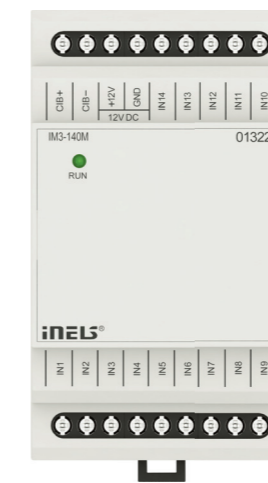 CIB+ CIB– +12V GND IN14 IN13 IN12 IN11 IN10
12V DC
IM3-140M 01322
RUN
iNELS®
IN1 IN2 IN3 IN4 IN5 IN6 IN7 IN8 IN9